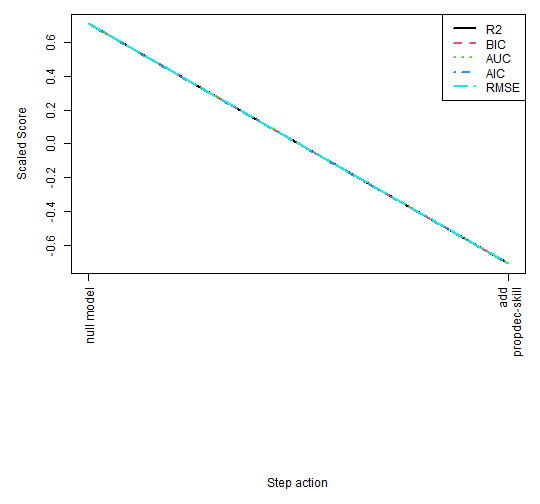 R2
BIC
AUC
AIC
RMSE
Scaled Score
0.6
0.4
0.2
0.0
-0.2
-0.4
-0.6
null model
add
propdec-skill
Step action